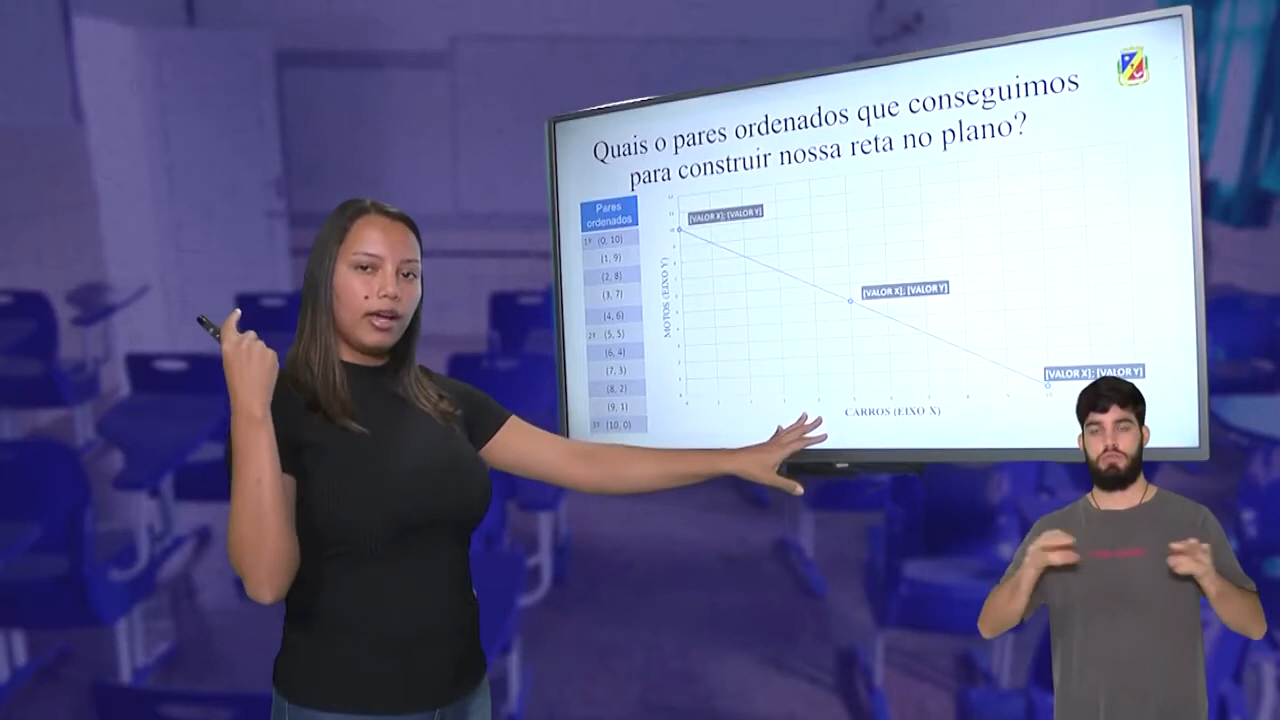 Quais o pares ordenados que conseguimos
para construir nossa reta no plano?
Pares
ordenados
1º (0, 10)
(1, 9)
(2, 8)
(3, 7)
(4, 6)
2º (5, 5)
(6, 4)
(7, 3)
(8, 2)
(9, 1)
(10, 0)
[VALOR X]; [VALOR Y]
[VALOR X]; [VALOR Y]
[VALOR X]; [VALOR Y]
MOTOS (EIXO Y)
CARROS (EIXO X)